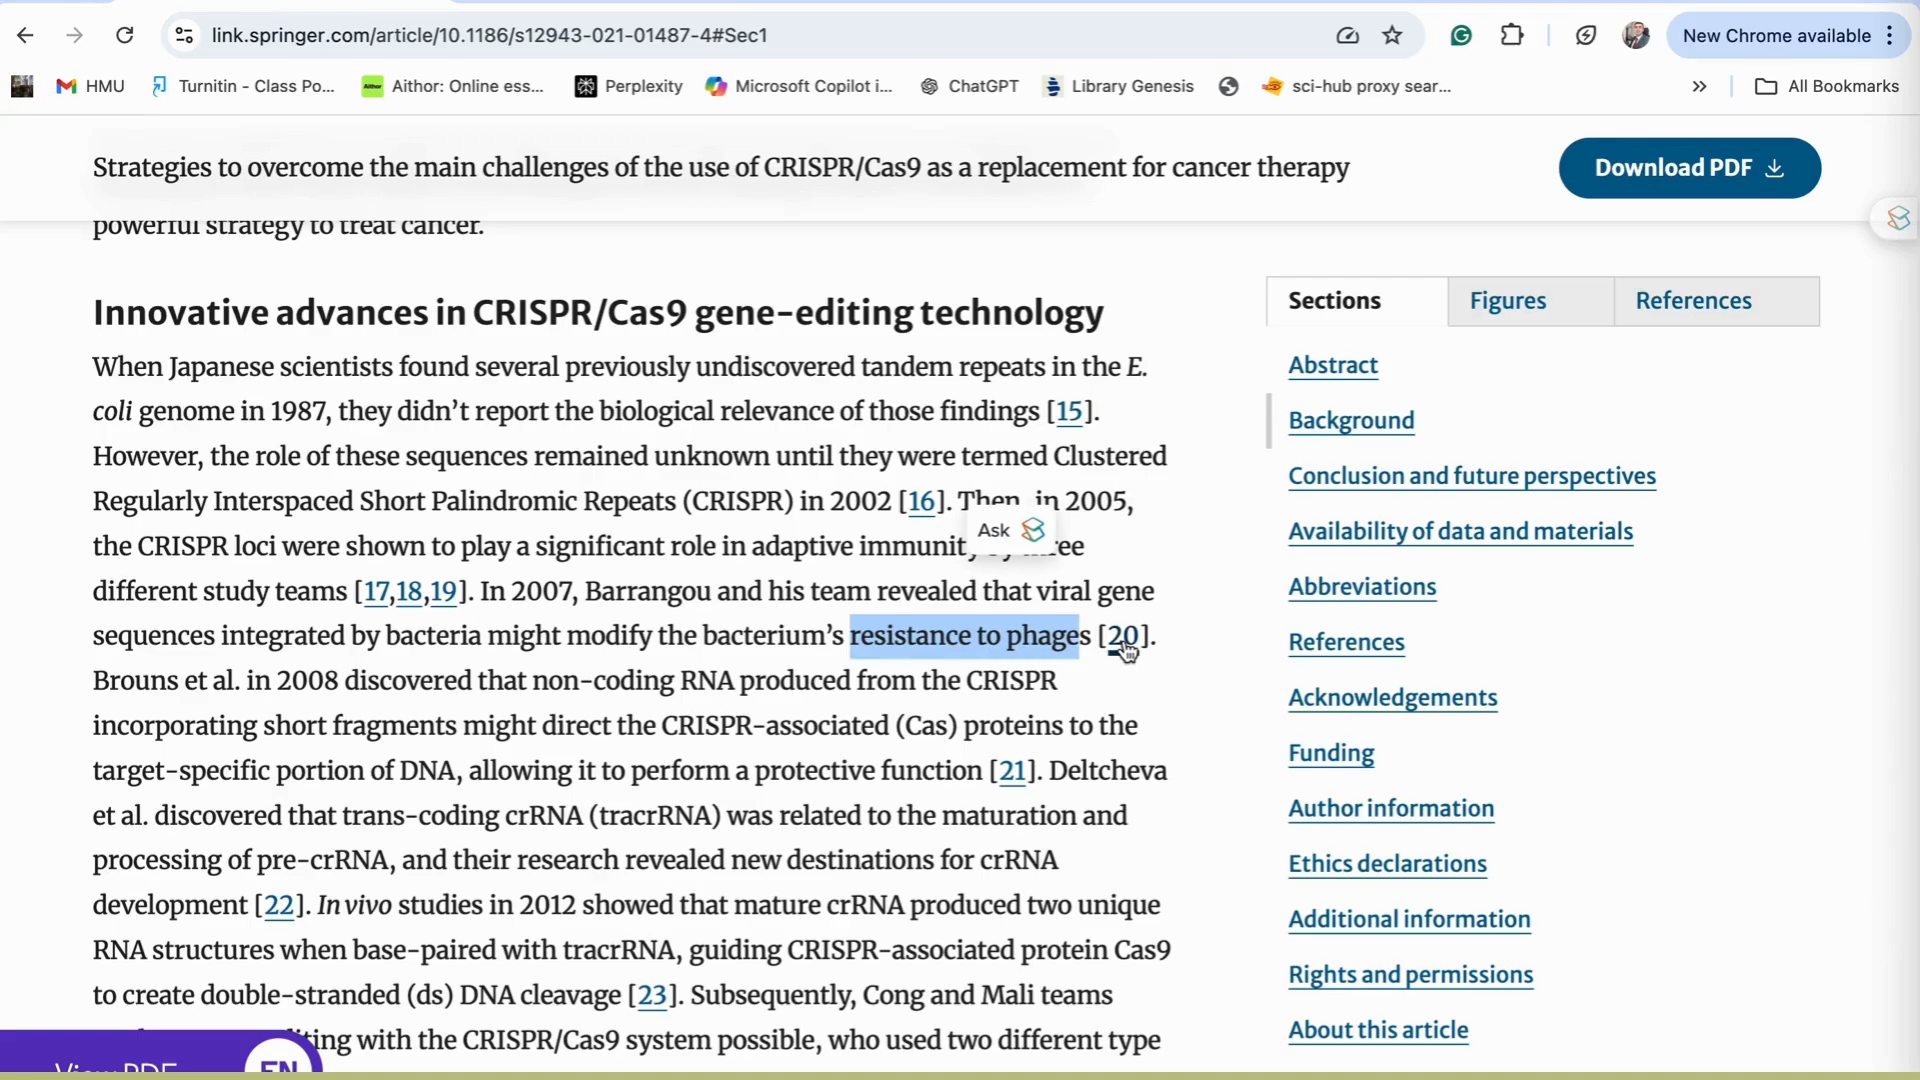 link.springer.com/article/10.1186/s12943-021-01487-4#Sec1
New Chrome available
HMU
Turnitin - Class Po...
Aithor
Aithor: Online ess...
Perplexity
Microsoft Copilot i...
ChatGPT
Library Genesis
sci-hub proxy sear...
All Bookmarks
Strategies to overcome the main challenges of the use of CRISPR/Cas9 as a replacement for cancer therapy
Download PDF
powerful strategy to treat cancer.
Innovative advances in CRISPR/Cas9 gene-editing technology
When Japanese scientists found several previously undiscovered tandem repeats in the E.
coli genome in 1987, they didn't report the biological relevance of those findings [15].
However, the role of these sequences remained unknown until they were termed Clustered
Regularly Interspaced Short Palindromic Repeats (CRISPR) in 2002 [16]. Then, in 2005,
Ask
the CRISPR loci were shown to play a significant role in adaptive immunity by three
different study teams [17,18,19]. In 2007, Barrangou and his team revealed that viral gene
sequences integrated by bacteria might modify the bacterium's resistance to phages [20].
Brouns et al. in 2008 discovered that non-coding RNA produced from the CRISPR
incorporating short fragments might direct the CRISPR-associated (Cas) proteins to the
target-specific portion of DNA, allowing it to perform a protective function [21]. Deltcheva
et al. discovered that trans-coding crRNA (tracrRNA) was related to the maturation and
processing of pre-crRNA, and their research revealed new destinations for crRNA
development [22]. In vivo studies in 2012 showed that mature crRNA produced two unique
RNA structures when base-paired with tracrRNA, guiding CRISPR-associated protein Cas9
to create double-stranded (ds) DNA cleavage [23]. Subsequently, Cong and Mali teams
with the CRISPR/Cas9 system possible, who used two different type
View PDF
EN
Sections
Figures
References
Abstract
Background
Conclusion and future perspectives
Availability of data and materials
Abbreviations
References
Acknowledgements
Funding
Author information
Ethics declarations
Additional information
Rights and permissions
About this article